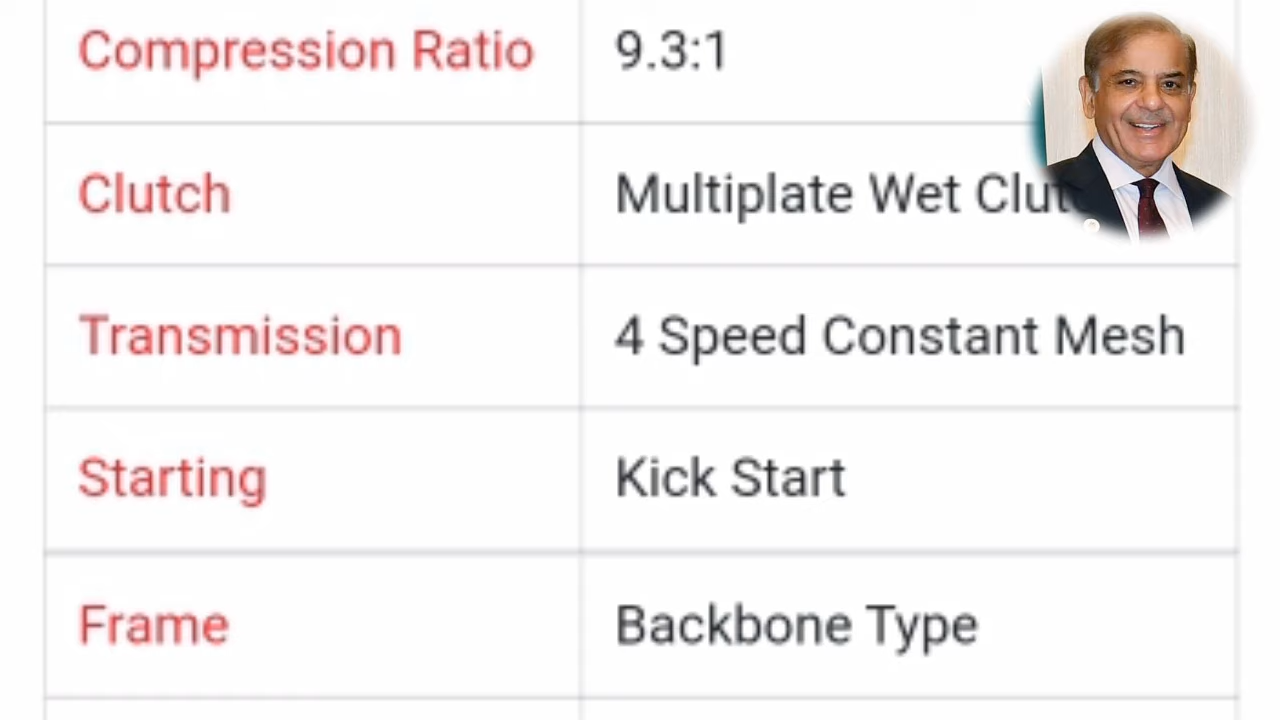 Compression Ratio 9.3:1
Clutch Multiplate Wet
Transmission 4 Speed Constant Mesh
Starting Kick Start
Frame Backbone Type